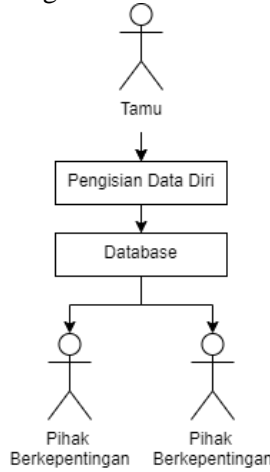 Tamu
Pengisian Data Diri
Database
Pihak Pihak
Berkepentingan Berkepentingan